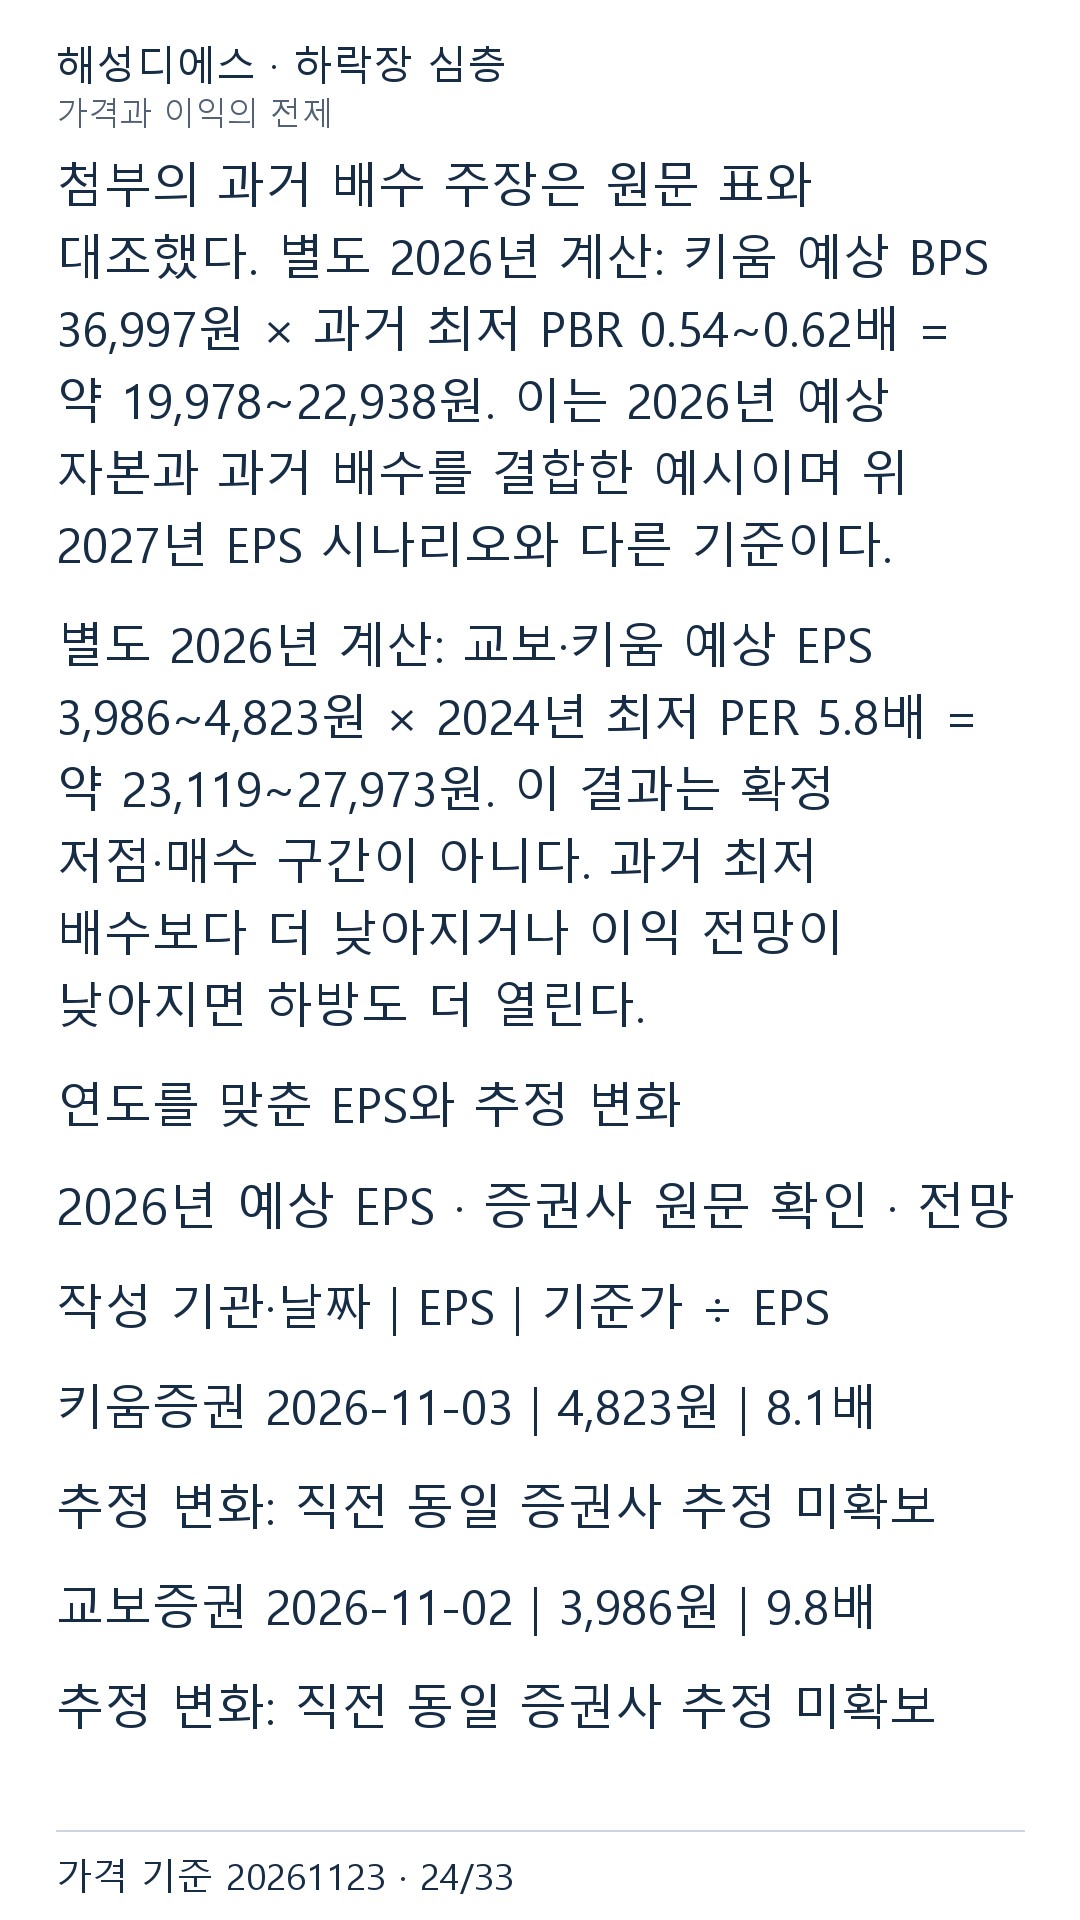 해성디에스 · 하락장 심층
가격과 이익의 전제
첨부의 과거 배수 주장은 원문 표와
대조했다. 별도 2026년 계산: 키움 예상 BPS
36,997원 × 과거 최저 PBR 0.54~0.62배 =
약 19,978~22,938원. 이는 2026년 예상
자본과 과거 배수를 결합한 예시이며 위
2027년 EPS 시나리오와 다른 기준이다.
별도 2026년 계산: 교보·키움 예상 EPS
3,986~4,823원 × 2024년 최저 PER 5.8배 =
약 23,119~27,973원. 이 결과는 확정
저점·매수 구간이 아니다. 과거 최저
배수보다 더 낮아지거나 이익 전망이
낮아지면 하방도 더 열린다.
연도를 맞춘 EPS와 추정 변화
2026년 예상 EPS · 증권사 원문 확인 · 전망
작성 기관·날짜 | EPS | 기준가 ÷ EPS
키움증권 2026-11-03 | 4,823원 | 8.1배
추정 변화: 직전 동일 증권사 추정 미확보
교보증권 2026-11-02 | 3,986원 | 9.8배
추정 변화: 직전 동일 증권사 추정 미확보
가격 기준 20261123 · 24/33